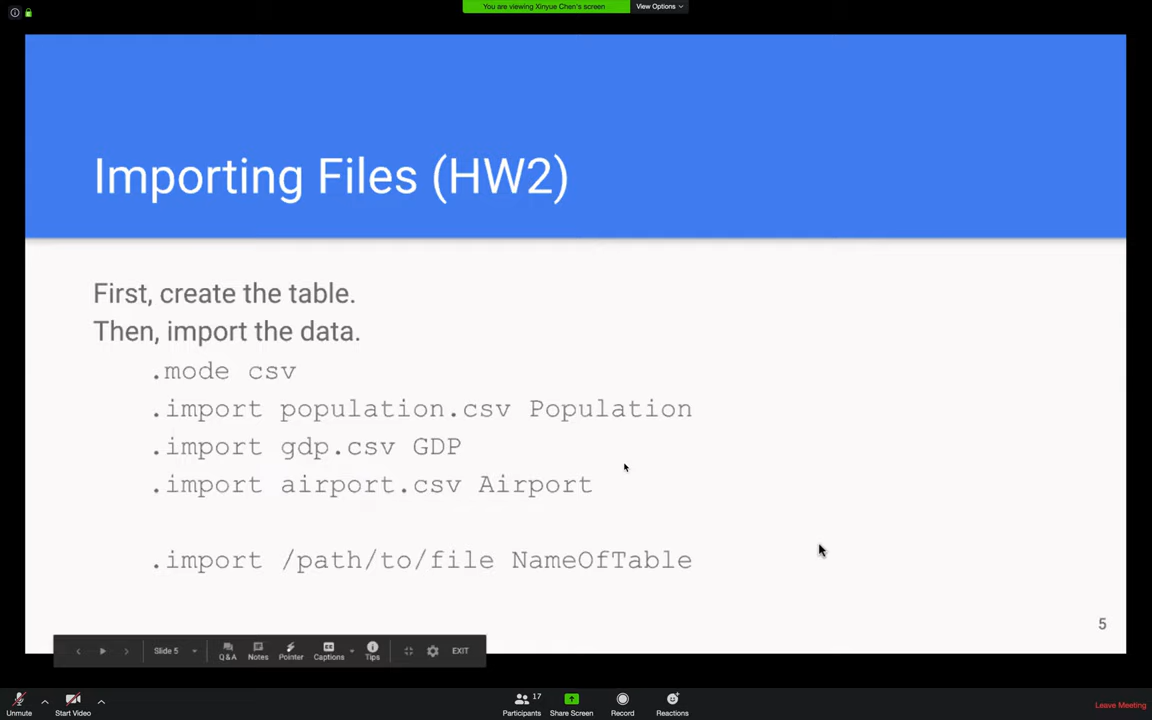 You are viewing Xinyue Chen's screen
View Options
Importing Files (HW2)
First, create the table.
Then, import the data.
.mode csv
.import population.csv Population
.import gdp.csv GDP
.import airport.csv Airport
.import /path/to/file NameOfTable
5
Slide 5
Q&A
Notes
Pointer
CC
Captions
Tips
EXIT
Unmute
Start Video
17
Participants
Share Screen
Record
Reactions
Leave Meeting